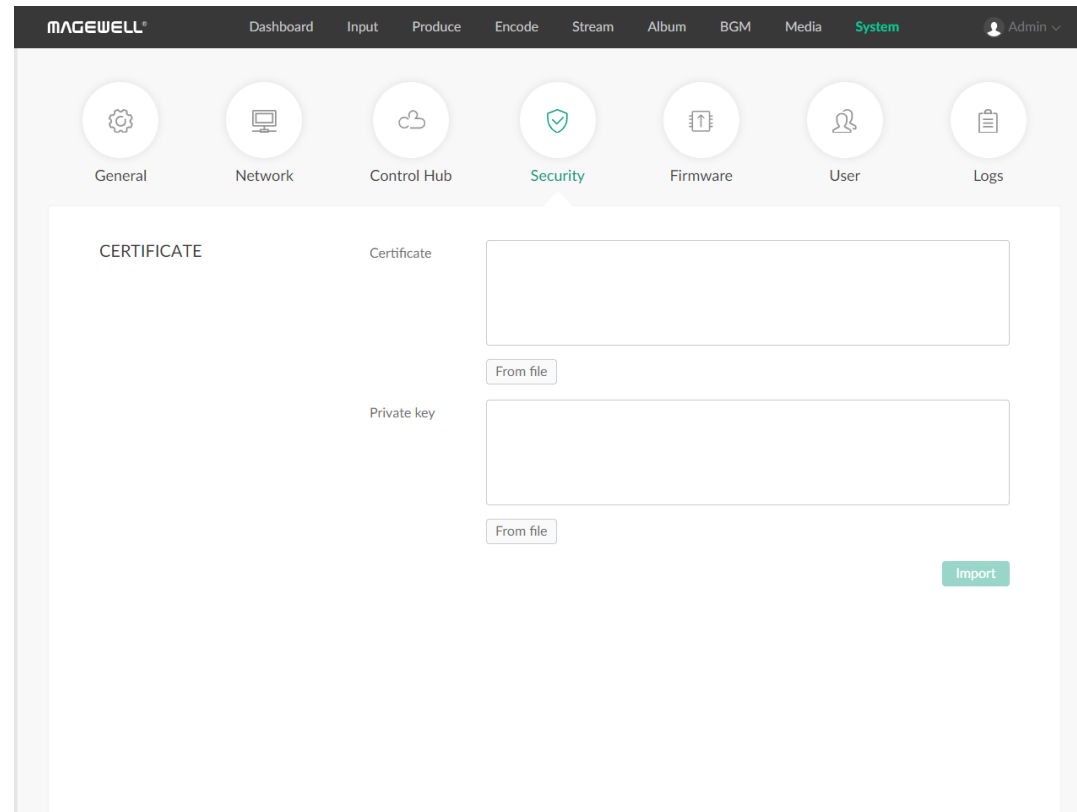 MAGEWELL® Dashboard Input Produce Encode Stream Album BGM Media System Admin
General Network Control Hub Security Firmware User Logs
CERTIFICATE Certificate
From file
Private key
From file
Import